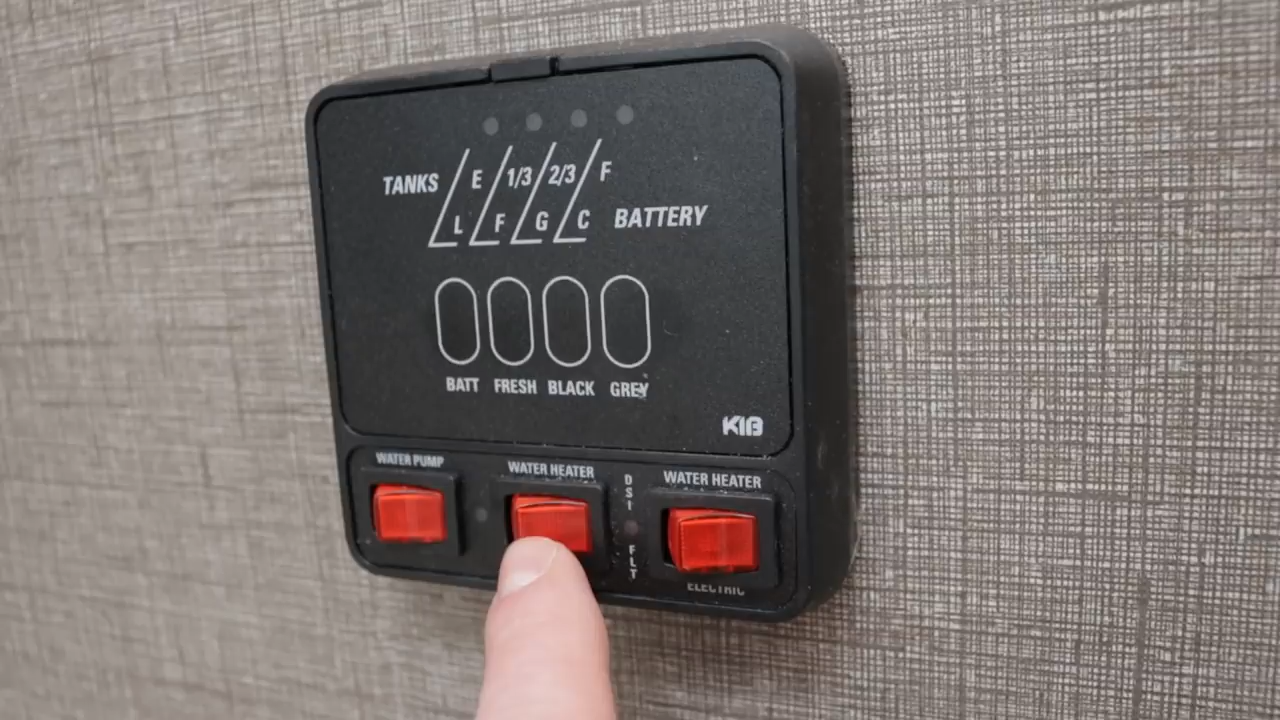 TANKS E 1/3 2/3 F
L F G C BATTERY
BATT FRESH BLACK GREY
KIB
WATER PUMP WATER HEATER DSI WATER HEATER
FLT
ELECTRIC